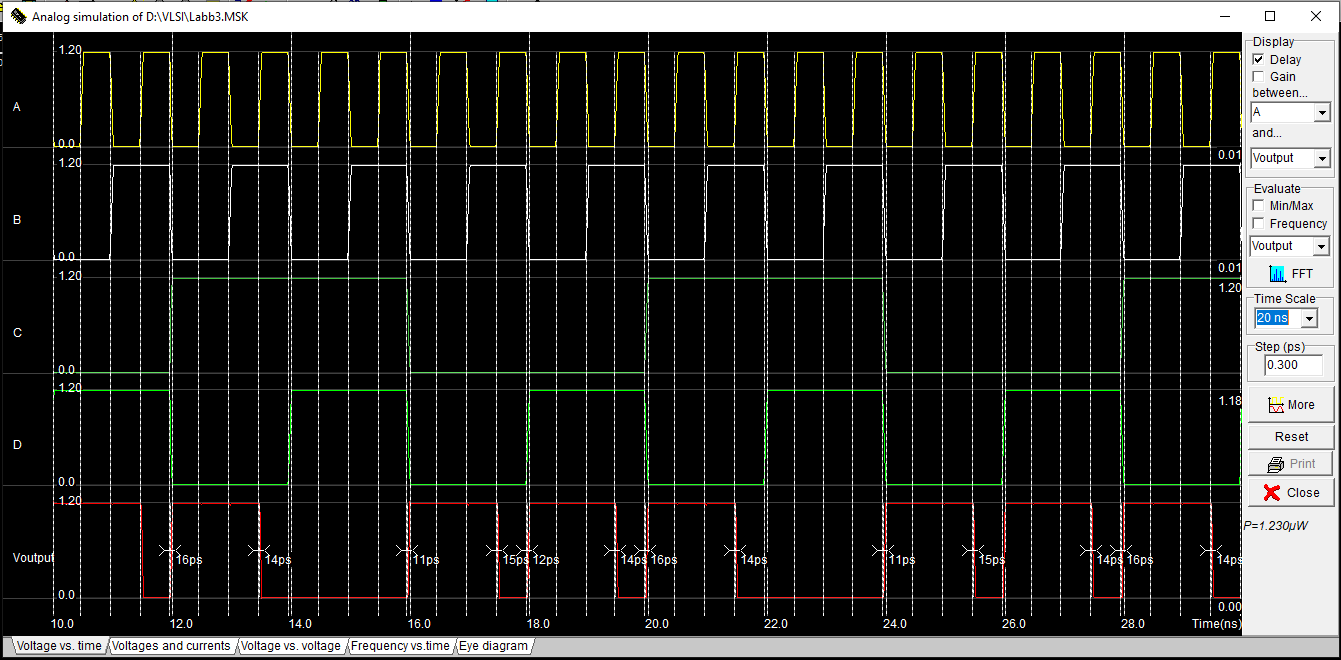 Analog simulation of D:\VLSI\Labb3.MSK
1.20
A
0.0
0.01
1.20
B
0.0
0.01
1.20
1.20
C
0.0
1.20
1.18
D
0.0
1.20
Voutput
16ps 14ps 11ps 15ps 12ps 14ps 16ps 14ps 11ps 15ps 14ps 16ps 14ps
0.0
0.00
10.0 12.0 14.0 16.0 18.0 20.0 22.0 24.0 26.0 28.0 Time(ns)
Voltage vs. time Voltages and currents Voltage vs. voltage Frequency vs.time Eye diagram
Display
Delay
Gain
between...
A
and...
Voutput
Evaluate
Min/Max
Frequency
Voutput
FFT
Time Scale
20 ns
Step (ps)
0.300
More
Reset
Print
Close
P=1.230µW